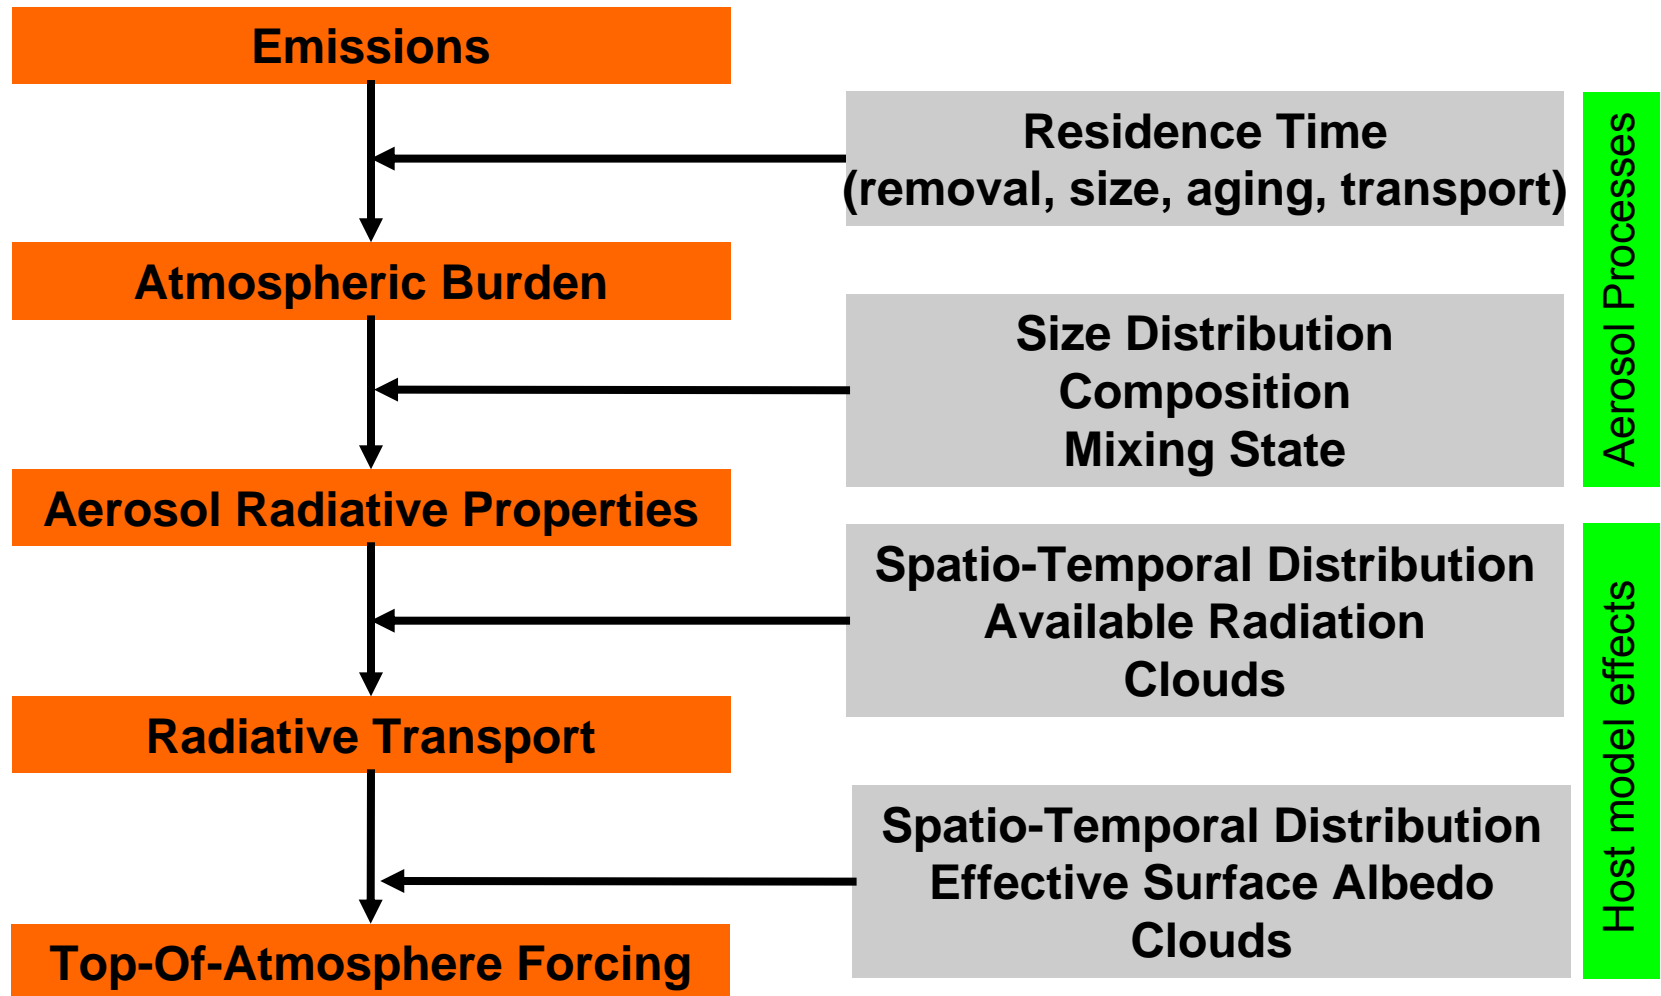 Emissions
Residence Time
(removal, size, aging, transport)
Atmospheric Burden
Size Distribution
Composition
Mixing State
Aerosol Processes
Aerosol Radiative Properties
Spatio-Temporal Distribution
Available Radiation
Clouds
Radiative Transport
Spatio-Temporal Distribution
Effective Surface Albedo
Clouds
Host model effects
Top-Of-Atmosphere Forcing